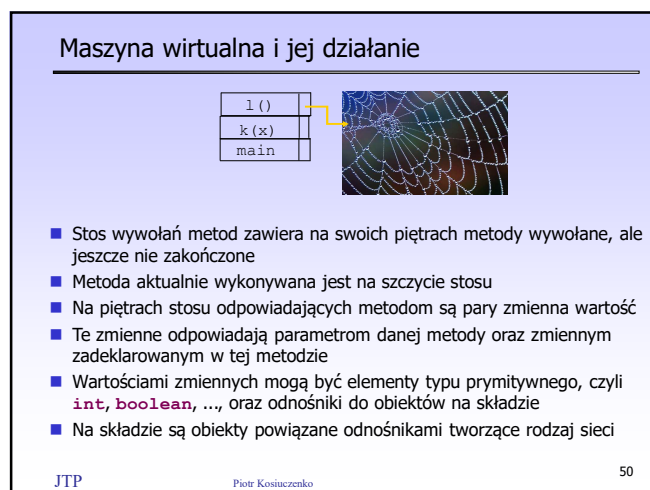 Maszyna wirtualna i jej działanie
l()
k(x)
main
Stos wywołań metod zawiera na swoich piętrach metody wywołane, ale
jeszcze nie zakończone
Metoda aktualnie wykonywana jest na szczycie stosu
Na piętrach stosu odpowiadających metodom są pary zmienna wartość
Te zmienne odpowiadają parametrom danej metody oraz zmiennym
zadeklarowanym w tej metodzie
Wartościami zmiennych mogą być elementy typu prymitywnego, czyli
int, boolean, ..., oraz odnośniki do obiektów na składzie
Na składzie są obiekty powiązane odnośnikami tworzące rodzaj sieci
JTP
Piotr Kosiuczenko
50